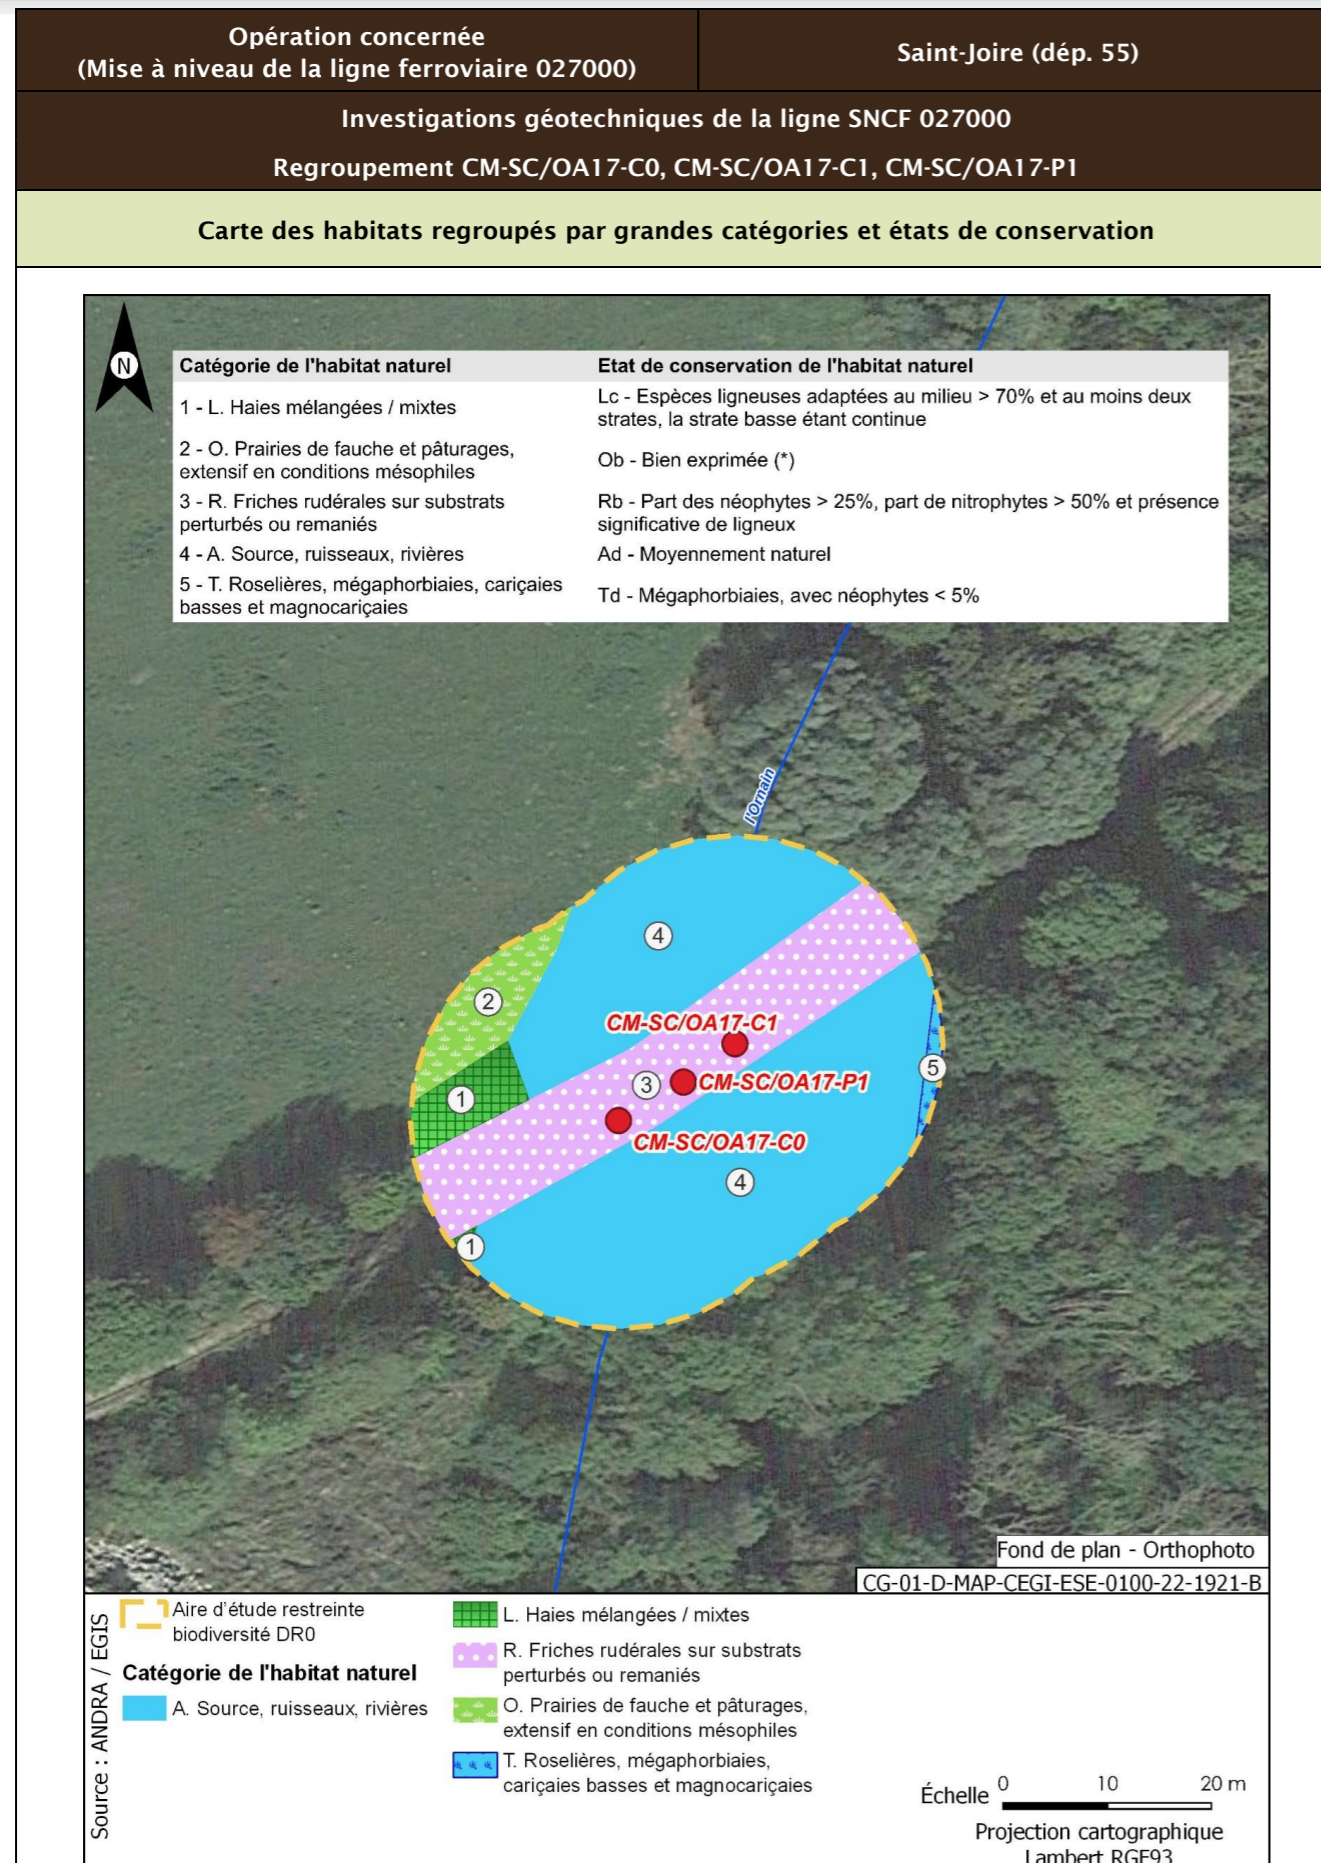 Opération concernée
(Mise à niveau de la ligne ferroviaire 027000)
Saint-Joire (dép. 55)
Investigations géotechniques de la ligne SNCF 027000
Regroupement CM-SC/OA17-C0, CM-SC/OA17-C1, CM-SC/OA17-P1
Carte des habitats regroupés par grandes catégories et états de conservation
N
Catégorie de l'habitat naturel
Etat de conservation de l'habitat naturel
1 - L. Haies mélangées / mixtes
Lc - Espèces ligneuses adaptées au milieu > 70% et au moins deux
strates, la strate basse étant continue
2 - O. Prairies de fauche et pâturages,
extensif en conditions mésophiles
Ob - Bien exprimée (*)
3 - R. Friches rudérales sur substrats
perturbés ou remaniés
Rb - Part des néophytes > 25%, part de nitrophytes > 50% et présence
significative de ligneux
4 - A. Source, ruisseaux, rivières
Ad - Moyennement naturel
5 - T. Roselières, mégaphorbiaies, cariçaies
basses et magnocariçaies
Td - Mégaphorbiaies, avec néophytes < 5%
l'Ornain
4
2
CM-SC/OA17-C1
5
3
CM-SC/OA17-P1
1
CM-SC/OA17-C0
4
1
Fond de plan - Orthophoto
CG-01-D-MAP-CEGI-ESE-0100-22-1921-B
Source : ANDRA / EGIS
Aire d'étude restreinte
biodiversité DR0
Catégorie de l'habitat naturel
A. Source, ruisseaux, rivières
L. Haies mélangées / mixtes
R. Friches rudérales sur substrats
perturbés ou remaniés
O. Prairies de fauche et pâturages,
extensif en conditions mésophiles
T. Roselières, mégaphorbiaies,
cariçaies basses et magnocariçaies
Échelle 0 10 20 m
Projection cartographique
Lambert RGF93